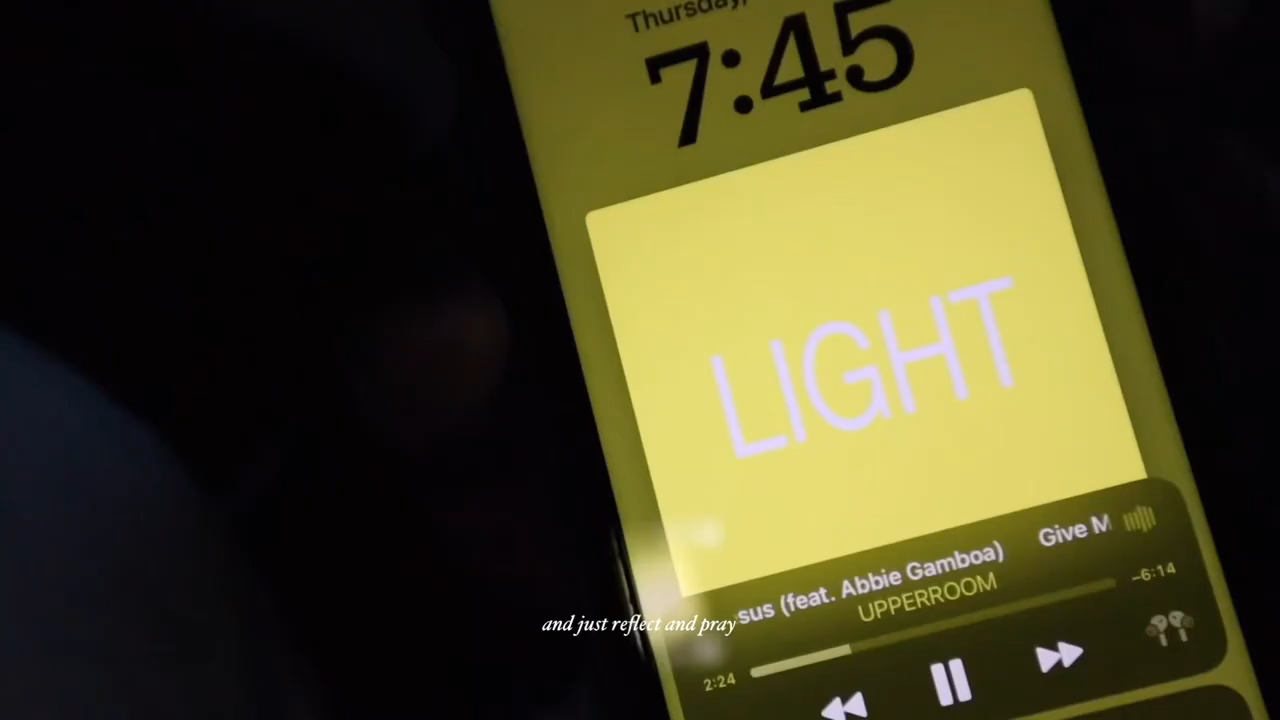 Thursday,
7:45
LIGHT
sus (feat. Abbie Gamboa) Give M
UPPERROOM
2:24 -6:14
and just reflect and pray